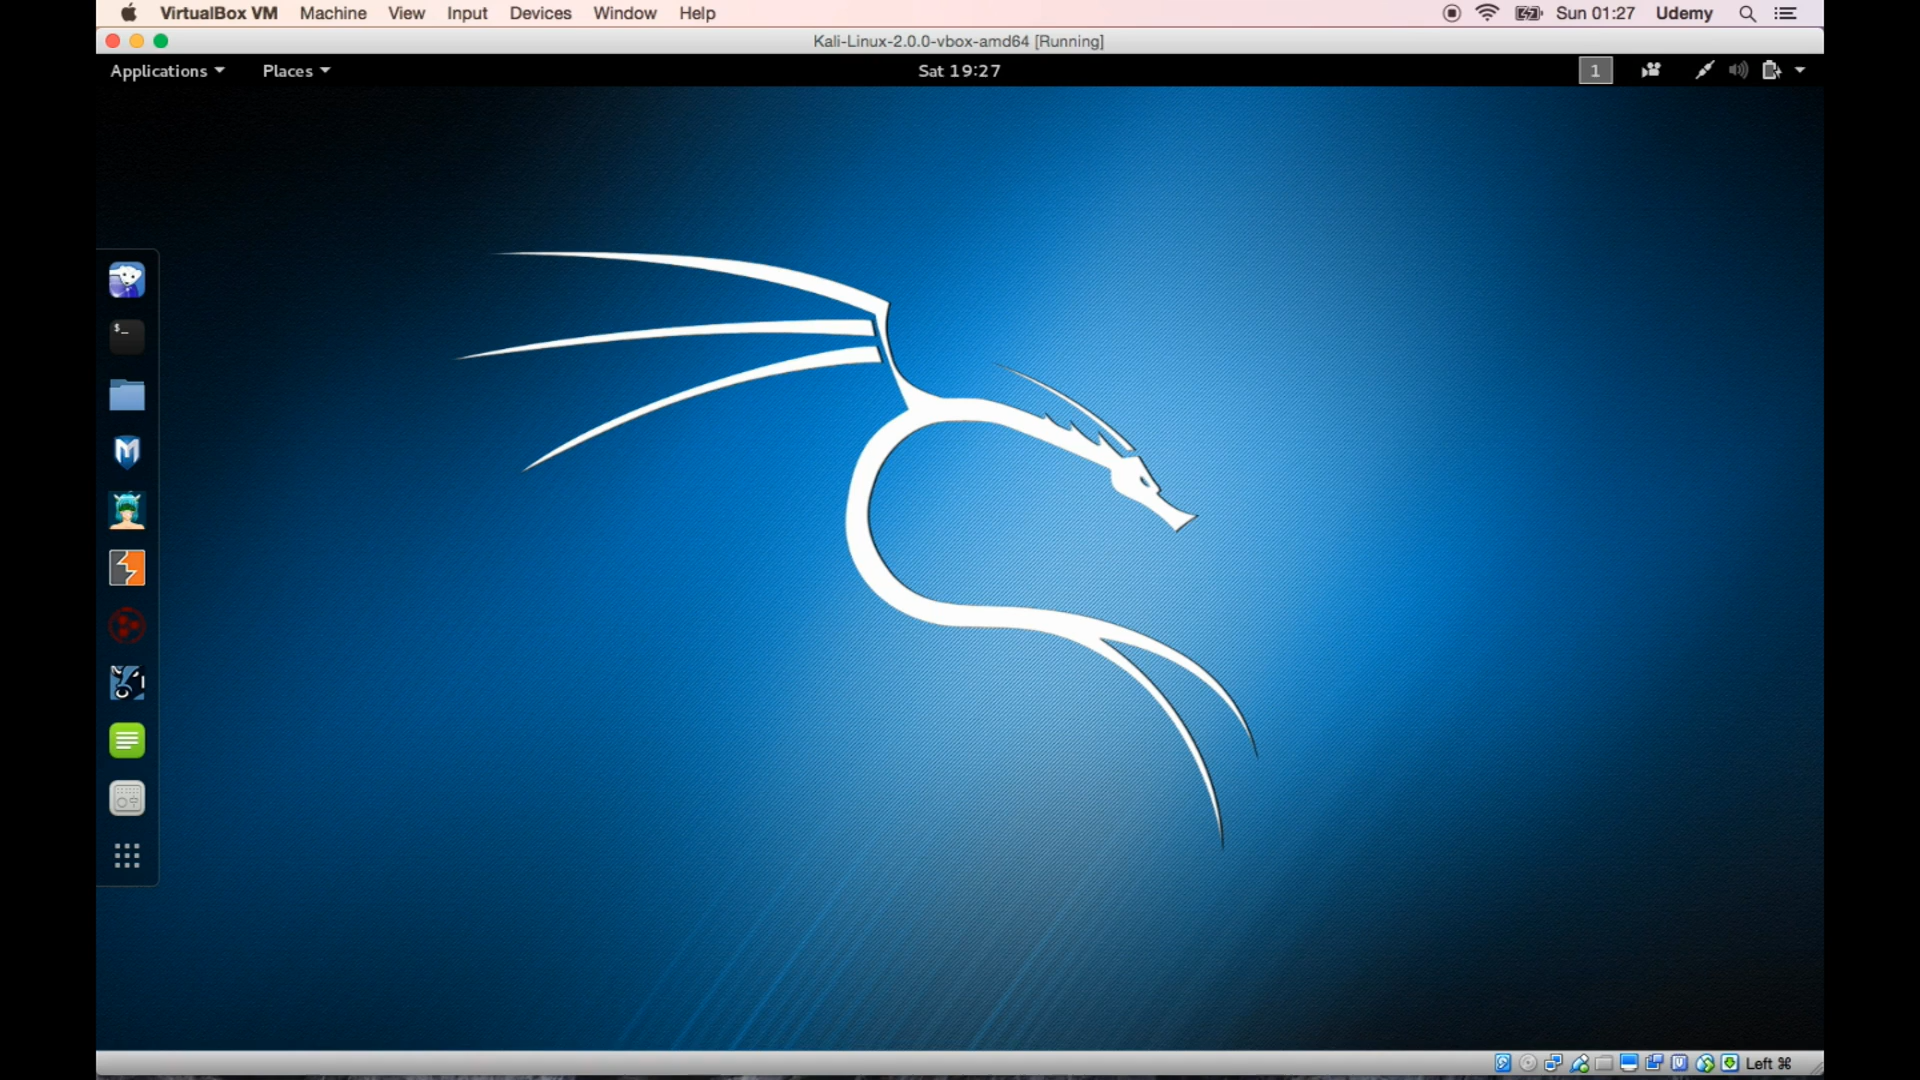 VirtualBox VM Machine View Input Devices Window Help Sun 01:27 Udemy
Kali-Linux-2.0.0-vbox-amd64 [Running]
Applications Places Sat 19:27 1
$_
Left ⌘